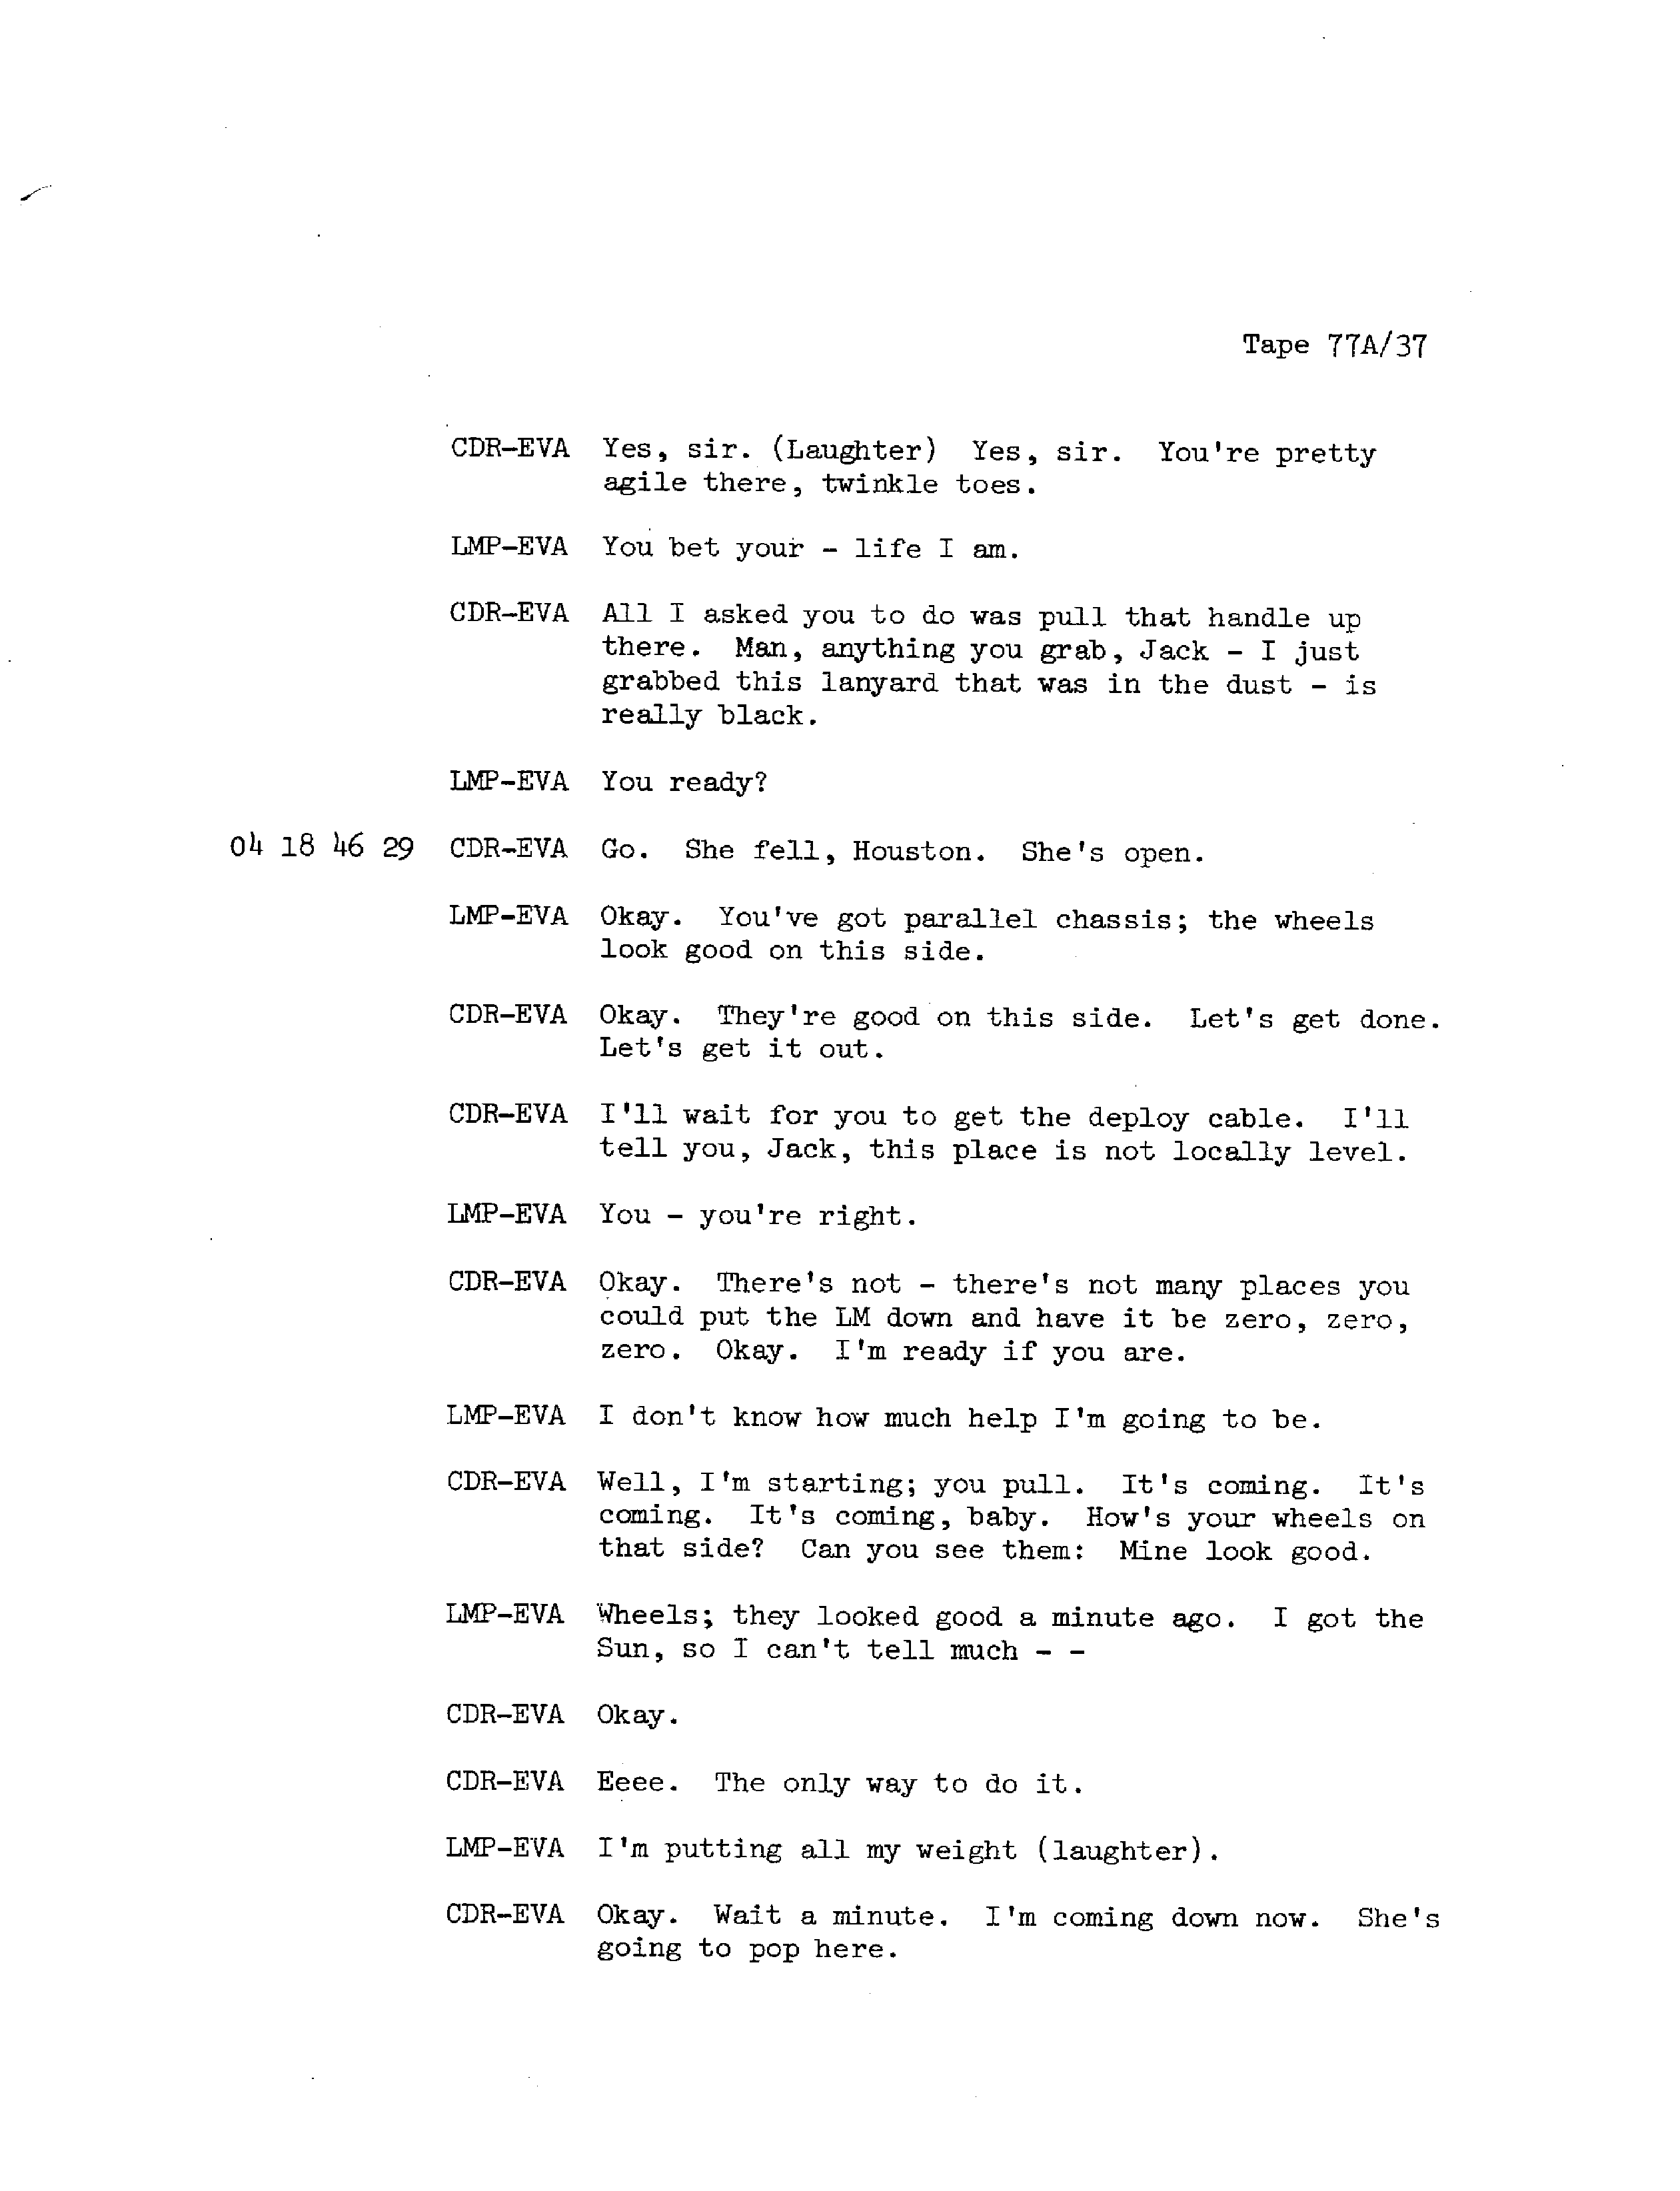 Tape 77A/37
CDR-EVA Yes, sir. (Laughter) Yes, sir. You're pretty
agile there, twinkle toes.
LMP-EVA You bet your - life I am.
CDR-EVA All I asked you to do was pull that handle up
there. Man, anything you grab, Jack - I just
grabbed this lanyard that was in the dust - is
really black.
LMP-EVA You ready?
04 18 46 29 CDR-EVA Go. She fell, Houston. She's open.
LMP-EVA Okay. You've got parallel chassis; the wheels
look good on this side.
CDR-EVA Okay. They're good on this side. Let's get done.
Let's get it out.
CDR-EVA I'll wait for you to get the deploy cable. I'll
tell you, Jack, this place is not locally level.
LMP-EVA You - you're right.
CDR-EVA Okay. There's not - there's not many places you
could put the LM down and have it be zero, zero,
zero. Okay. I'm ready if you are.
LMP-EVA I don't know how much help I'm going to be.
CDR-EVA Well, I'm starting; you pull. It's coming. It's
coming. It's coming, baby. How's your wheels on
that side? Can you see them: Mine look good.
LMP-EVA Wheels; they looked good a minute ago. I got the
Sun, so I can't tell much - -
CDR-EVA Okay.
CDR-EVA Eeee. The only way to do it.
LMP-EVA I'm putting all my weight (laughter).
CDR-EVA Okay. Wait a minute. I'm coming down now. She's
going to pop here.